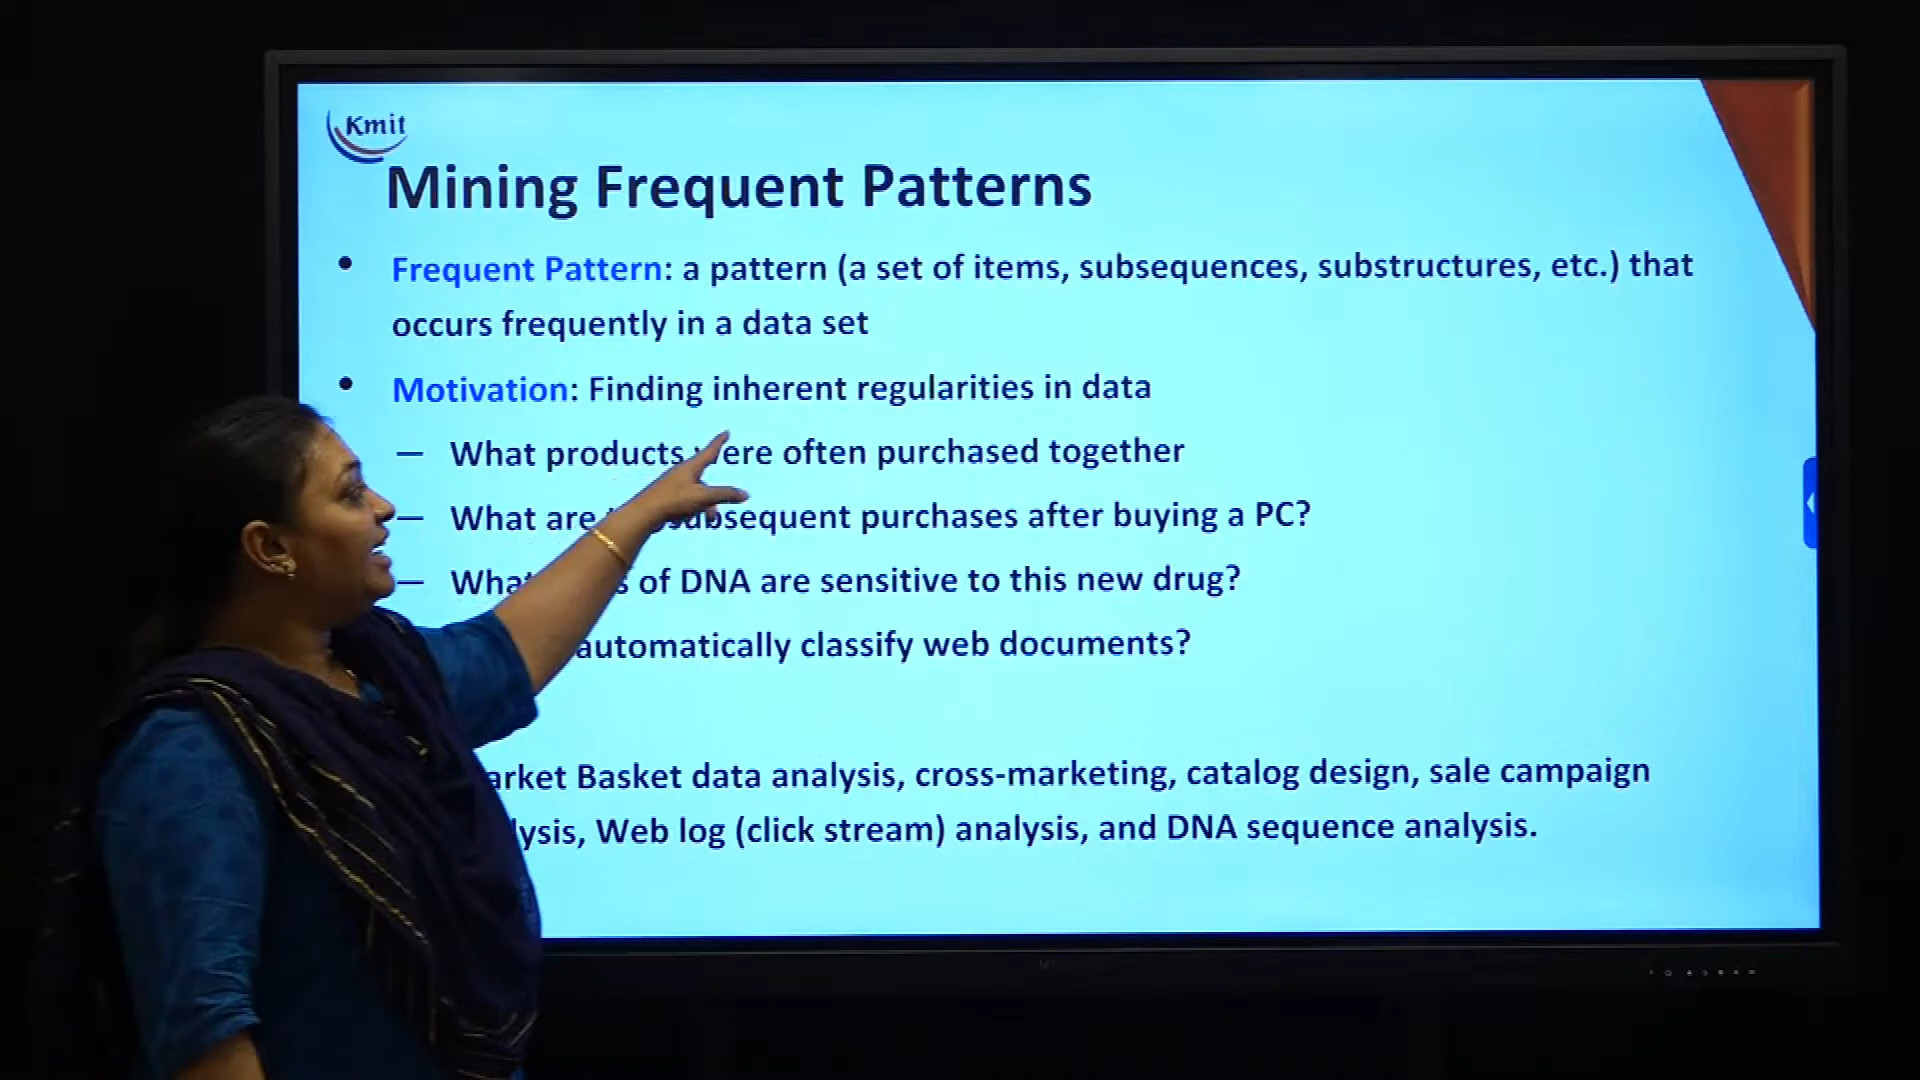 Kmit
Mining Frequent Patterns
• Frequent Pattern: a pattern (a set of items, subsequences, substructures, etc.) that
occurs frequently in a data set
• Motivation: Finding inherent regularities in data
— What products were often purchased together
— What are subsequent purchases after buying a PC?
— What of DNA are sensitive to this new drug?
automatically classify web documents?
arket Basket data analysis, cross-marketing, catalog design, sale campaign
lysis, Web log (click stream) analysis, and DNA sequence analysis.